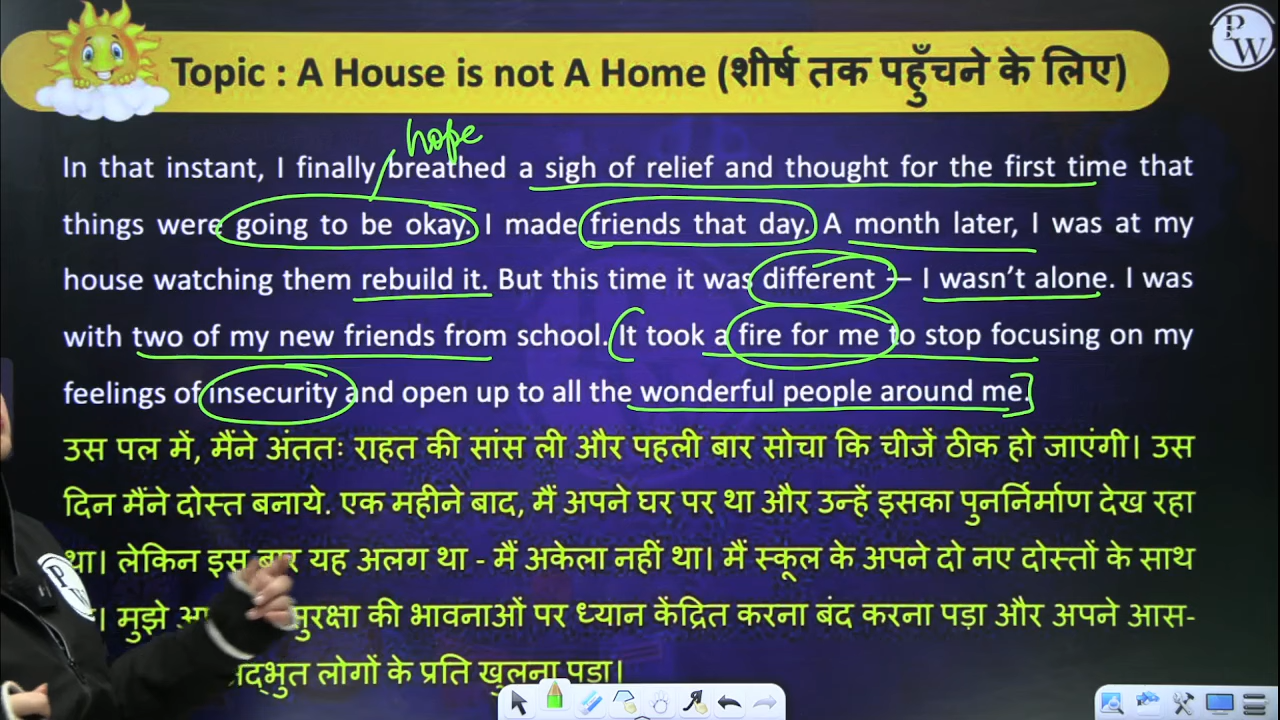 PW
Topic : A House is not A Home (शीर्ष तक पहुँचने के लिए)
hope
In that instant, I finally breathed a sigh of relief and thought for the first time that
things were going to be okay. I made friends that day. A month later, I was at my
house watching them rebuild it. But this time it was different — I wasn't alone. I was
with two of my new friends from school. It took a fire for me to stop focusing on my
feelings of insecurity and open up to all the wonderful people around me.
उस पल में, मैंने अंततः राहत की सांस ली और पहली बार सोचा कि चीजें ठीक हो जाएंगी। उस
दिन मैंने दोस्त बनाये. एक महीने बाद, मैं अपने घर पर था और उन्हें इसका पुनर्निर्माण देख रहा
था। लेकिन इस बार यह अलग था - मैं अकेला नहीं था। मैं स्कूल के अपने दो नए दोस्तों के साथ
। मुझे की भावनाओं पर ध्यान केंद्रित करना बंद करना पड़ा और अपने आस-
लोगों के प्रति खुलना पड़ा।
PW